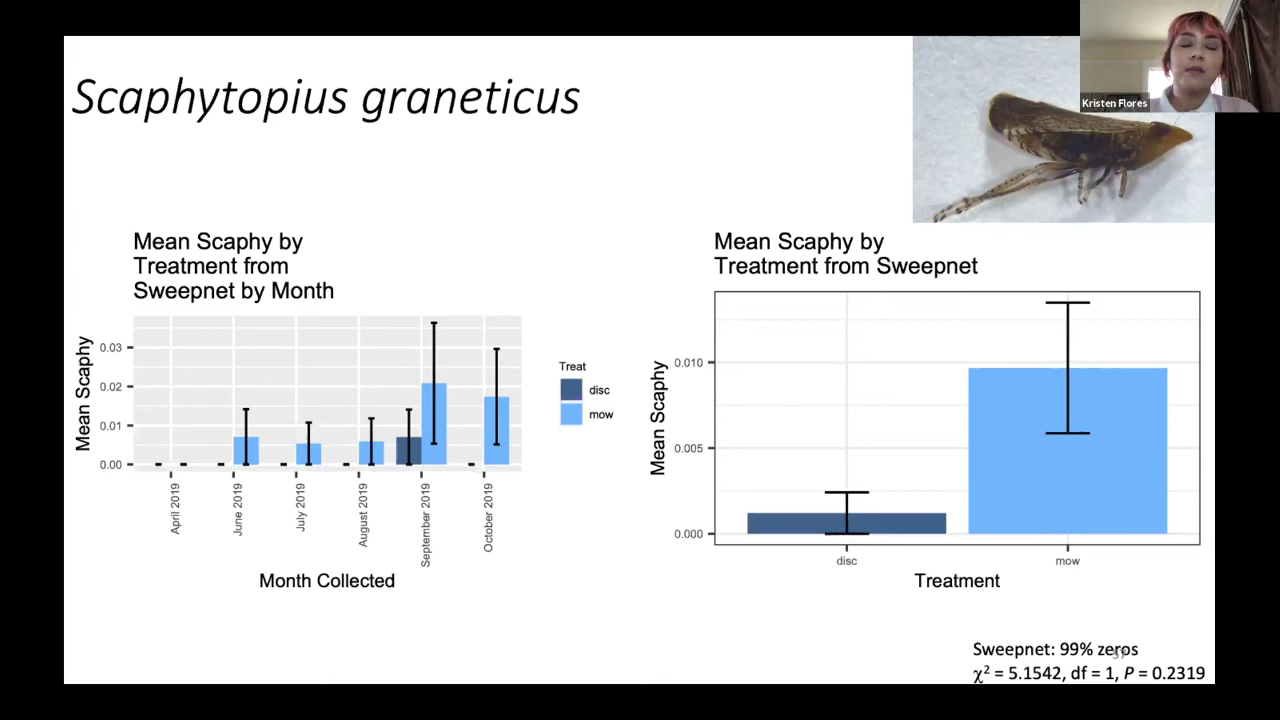 Scaphytopius graneticus
Kristen Flores
Mean Scaphy by
Treatment from
Sweepnet by Month
Mean Scaphy
0.03
0.02
0.01
0.00
April 2019
June 2019
July 2019
August 2019
September 2019
October 2019
Month Collected
Treat
disc
mow
Mean Scaphy by
Treatment from Sweepnet
Mean Scaphy
0.010
0.005
0.000
disc
mow
Treatment
Sweepnet: 99% zeros
χ² = 5.1542, df = 1, P = 0.2319